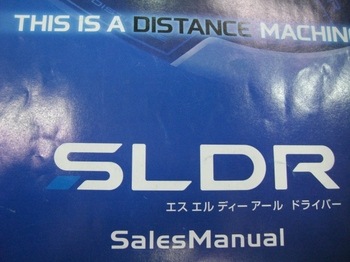 THIS IS A DISTANCE MACHINE
SLDR
エス エル ディー アール ドライバー
SalesManual